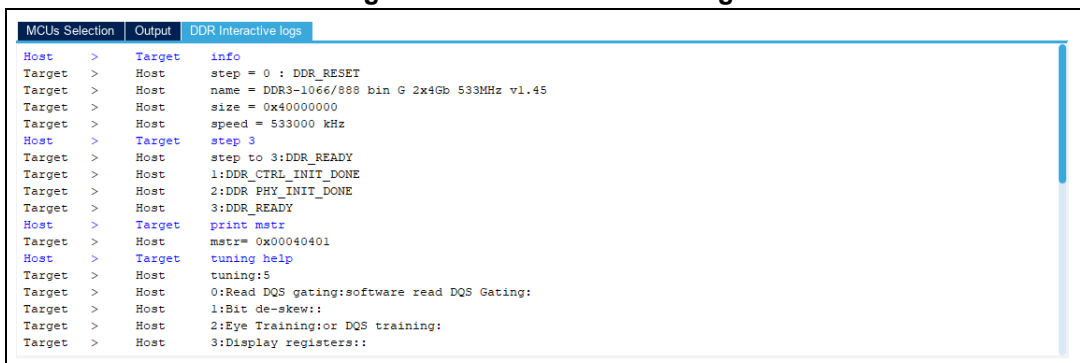 MCUs Selection Output DDR Interactive logs
Host > Target info
Target > Host step = 0 : DDR_RESET
Target > Host name = DDR3-1066/888 bin G 2x4Gb 533MHz v1.45
Target > Host size = 0x40000000
Target > Host speed = 533000 kHz
Host > Target step 3
Target > Host step to 3:DDR_READY
Target > Host 1:DDR_CTRL_INIT_DONE
Target > Host 2:DDR PHY_INIT_DONE
Target > Host 3:DDR_READY
Host > Target print mstr
Target > Host mstr= 0x00040401
Host > Target tuning help
Target > Host tuning:5
Target > Host 0:Read DQS gating:software read DQS Gating:
Target > Host 1:Bit de-skew::
Target > Host 2:Eye Training:or DQS training:
Target > Host 3:Display registers::